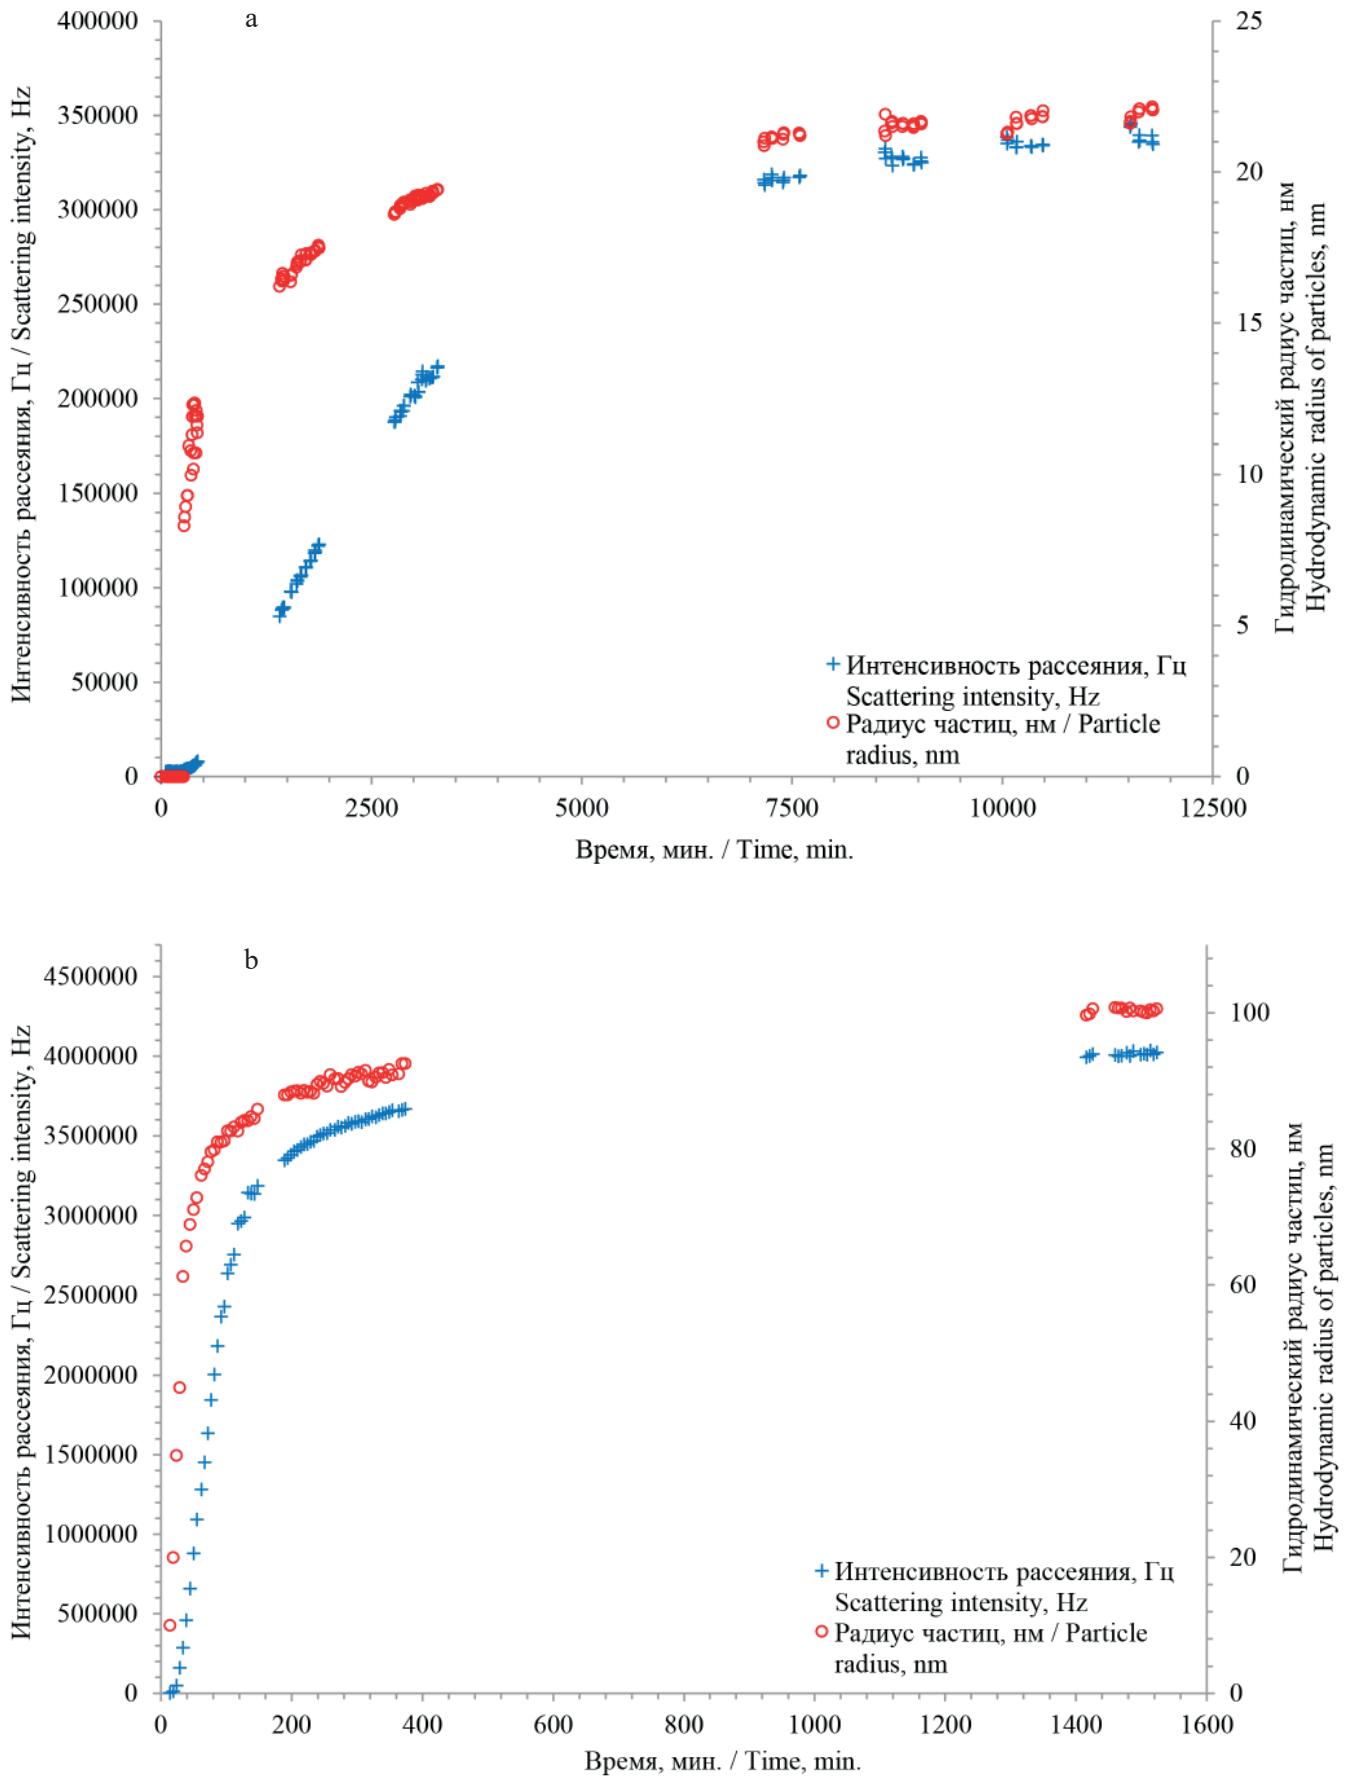 a
400000
350000
300000
250000
200000
150000
100000
50000
0
Интенсивность рассеяния, Гц / Scattering intensity, Hz
25
20
15
10
5
0
Гидродинамический радиус частиц, нм
Hydrodynamic radius of particles, nm
Интенсивность рассеяния, Гц
Scattering intensity, Hz
Радиус частиц, нм / Particle
radius, nm
0 2500 5000 7500 10000 12500
Время, мин. / Time, min.
b
4500000
4000000
3500000
3000000
2500000
2000000
1500000
1000000
500000
0
Интенсивность рассеяния, Гц / Scattering intensity, Hz
100
80
60
40
20
0
Гидродинамический радиус частиц, нм
Hydrodynamic radius of particles, nm
Интенсивность рассеяния, Гц
Scattering intensity, Hz
Радиус частиц, нм / Particle
radius, nm
0 200 400 600 800 1000 1200 1400 1600
Время, мин. / Time, min.